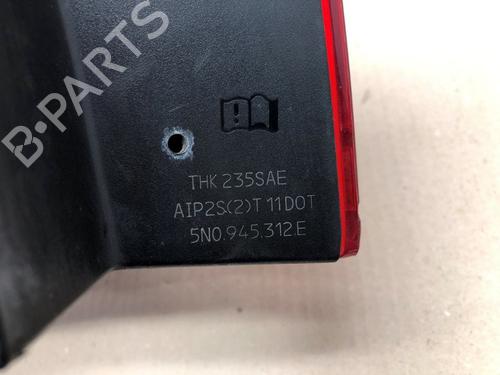 B-PARTS
THK 235SAE
AIP2S(2)T 11DOT
5N0.945.312.E